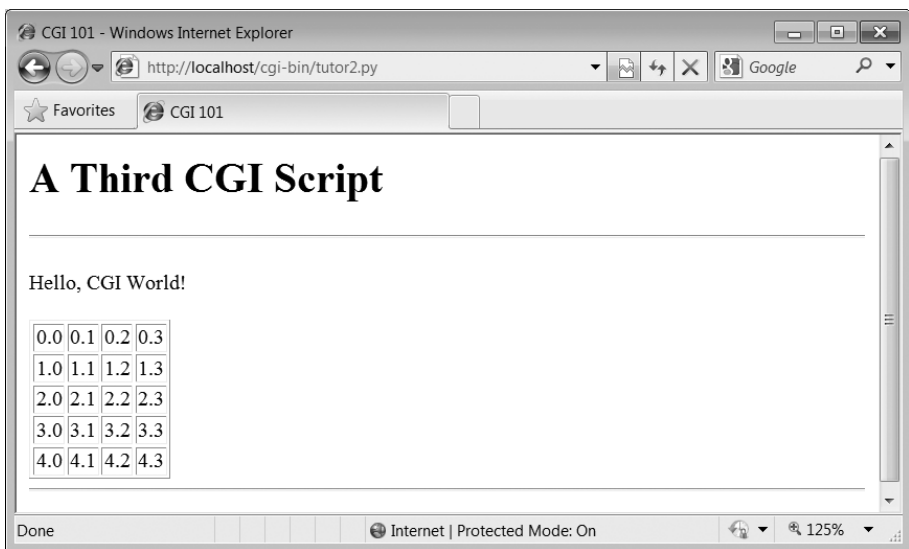 CGI 101 - Windows Internet Explorer
http://localhost/cgi-bin/tutor2.py
Google
Favorites
CGI 101
A Third CGI Script
Hello, CGI World!
0.0 0.1 0.2 0.3
1.0 1.1 1.2 1.3
2.0 2.1 2.2 2.3
3.0 3.1 3.2 3.3
4.0 4.1 4.2 4.3
Done
Internet | Protected Mode: On
125%